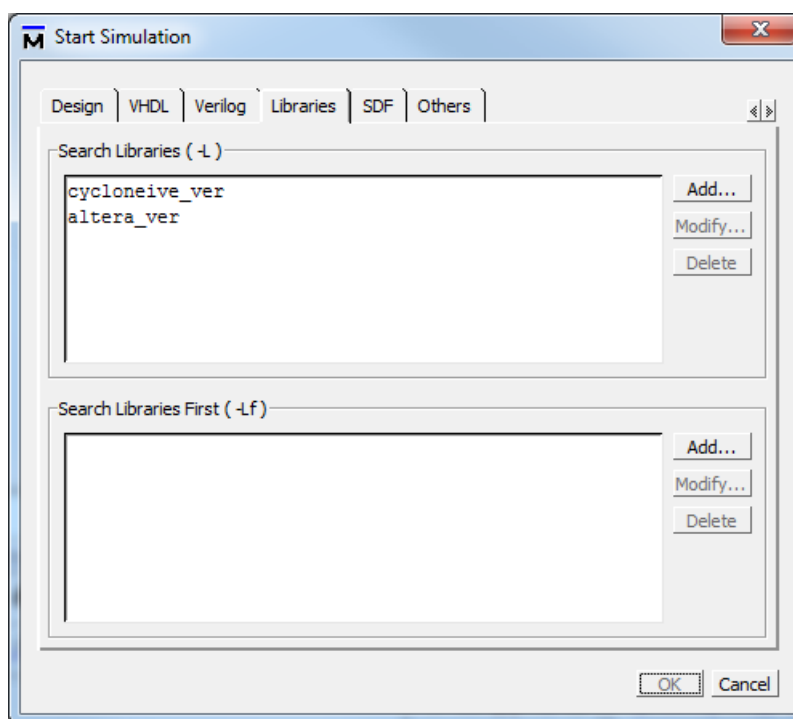 M Start Simulation
Design VHDL Verilog Libraries SDF Others
Search Libraries ( -L )
cycloneive_ver
altera_ver
Add...
Modify...
Delete
Search Libraries First ( -Lf )
Add...
Modify...
Delete
OK Cancel